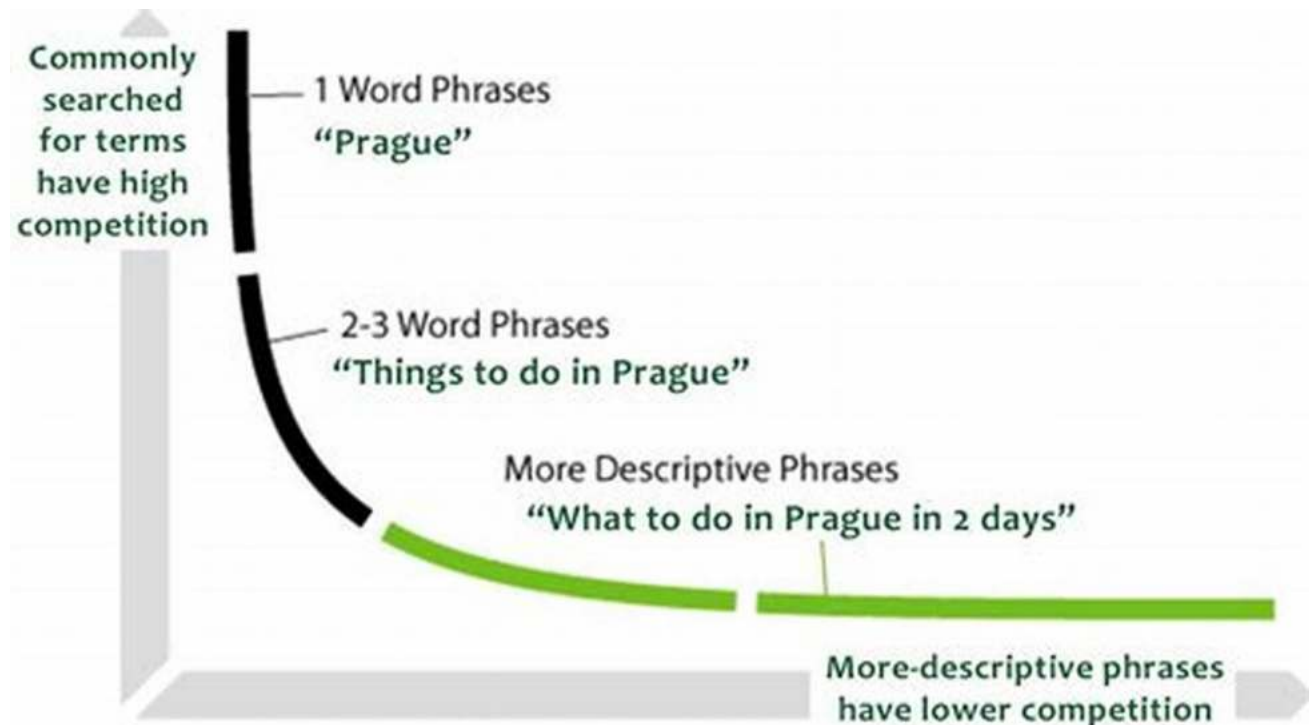 Commonly
searched
for terms
have high
competition
1 Word Phrases
“Prague”
2-3 Word Phrases
“Things to do in Prague”
More Descriptive Phrases
“What to do in Prague in 2 days”
More-descriptive phrases
have lower competition